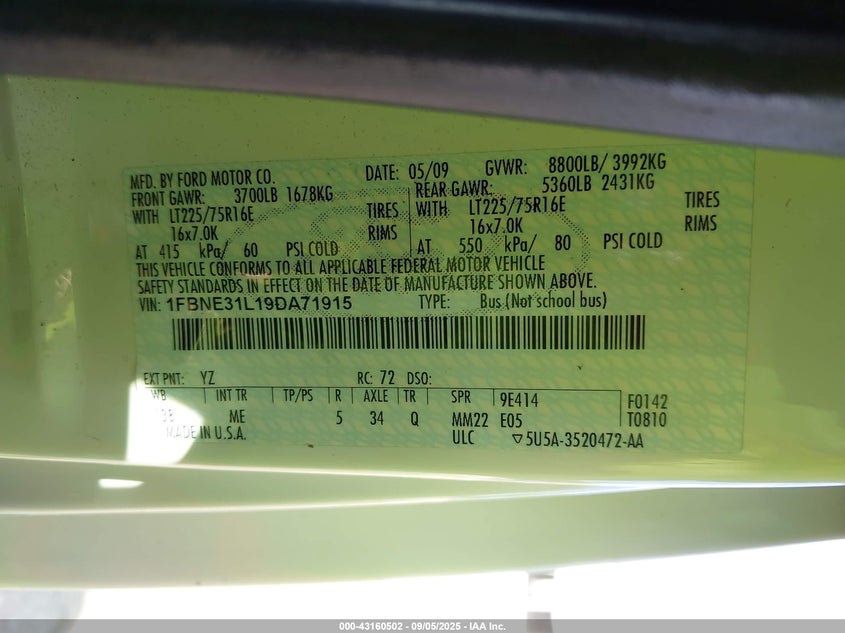 MFD. BY FORD MOTOR CO. DATE: 05/09 GVWR: 8800LB/ 3992KG
FRONT GAWR: 3700LB 1678KG REAR GAWR: 5360LB 2431KG
WITH LT225/75R16E TIRES WITH LT225/75R16E TIRES
16x7.0K RIMS 16x7.0K RIMS
AT 415 kPa/ 60 PSI COLD AT 550 kPa/ 80 PSI COLD
THIS VEHICLE CONFORMS TO ALL APPLICABLE FEDERAL MOTOR VEHICLE
SAFETY STANDARDS IN EFFECT ON THE DATE OF MANUFACTURE SHOWN ABOVE.
VIN: 1FBNE31L19DA71915 TYPE: Bus (Not school bus)
EXT PNT: YZ RC: 72 DSO:
WB INT TR TP/PS R AXLE TR SPR 9E414 F0142
ME 5 34 Q MM22 E05 T0810
MADE IN U.S.A. ULC ▽5U5A-3520472-AA
000-43160502 - 09/05/2025 - IAA Inc.